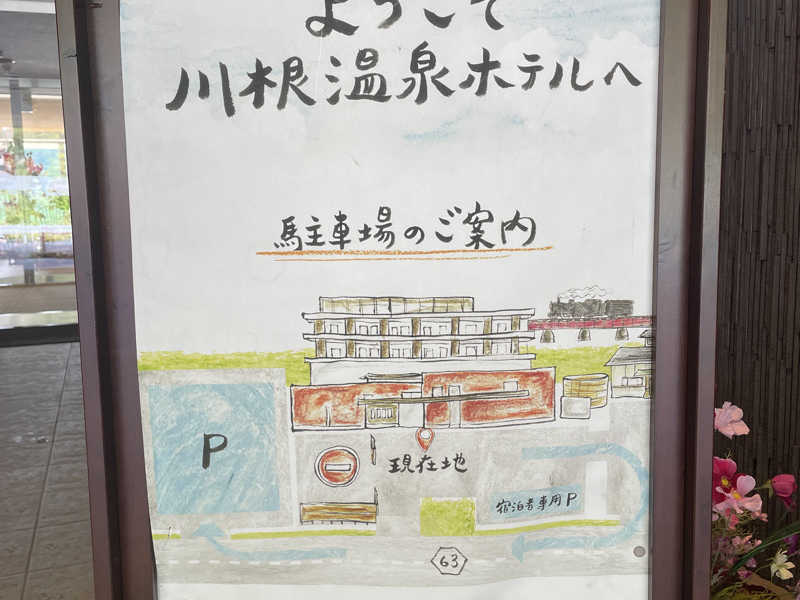 ようこそ
川根温泉ホテルへ
駐車場のご案内
P
現在地
宿泊者専用P
63